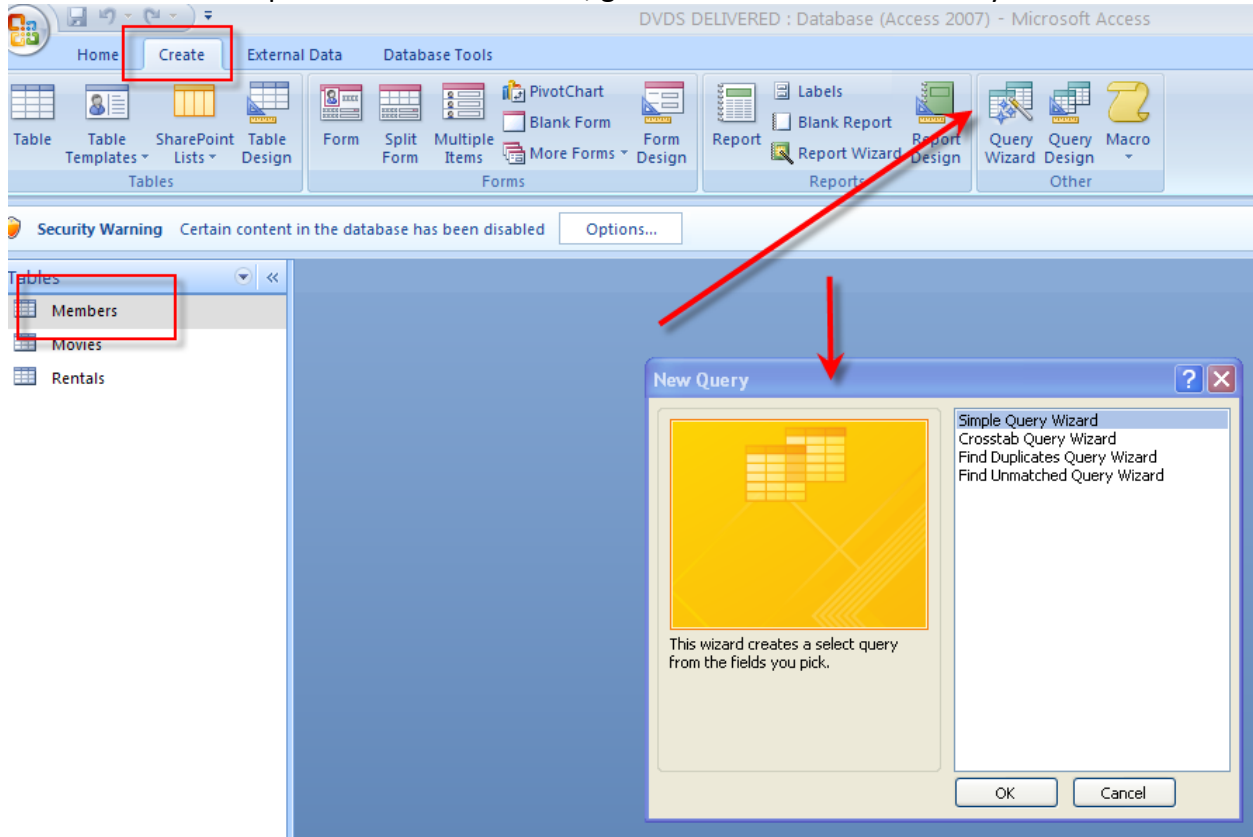 DVDS DELIVERED : Database (Access 2007) - Microsoft Access
Home Create External Data Database Tools
Table
Table Templates
SharePoint Lists
Table Design
Tables
Form
Split Form
Multiple Items
PivotChart
Blank Form
More Forms
Form Design
Forms
Report
Labels
Blank Report
Report Wizard
Report Design
Reports
Query Wizard
Query Design
Macro
Other
Security Warning Certain content in the database has been disabled Options...
Tables
Members
Movies
Rentals
New Query
Simple Query Wizard
Crosstab Query Wizard
Find Duplicates Query Wizard
Find Unmatched Query Wizard
This wizard creates a select query
from the fields you pick.
OK Cancel